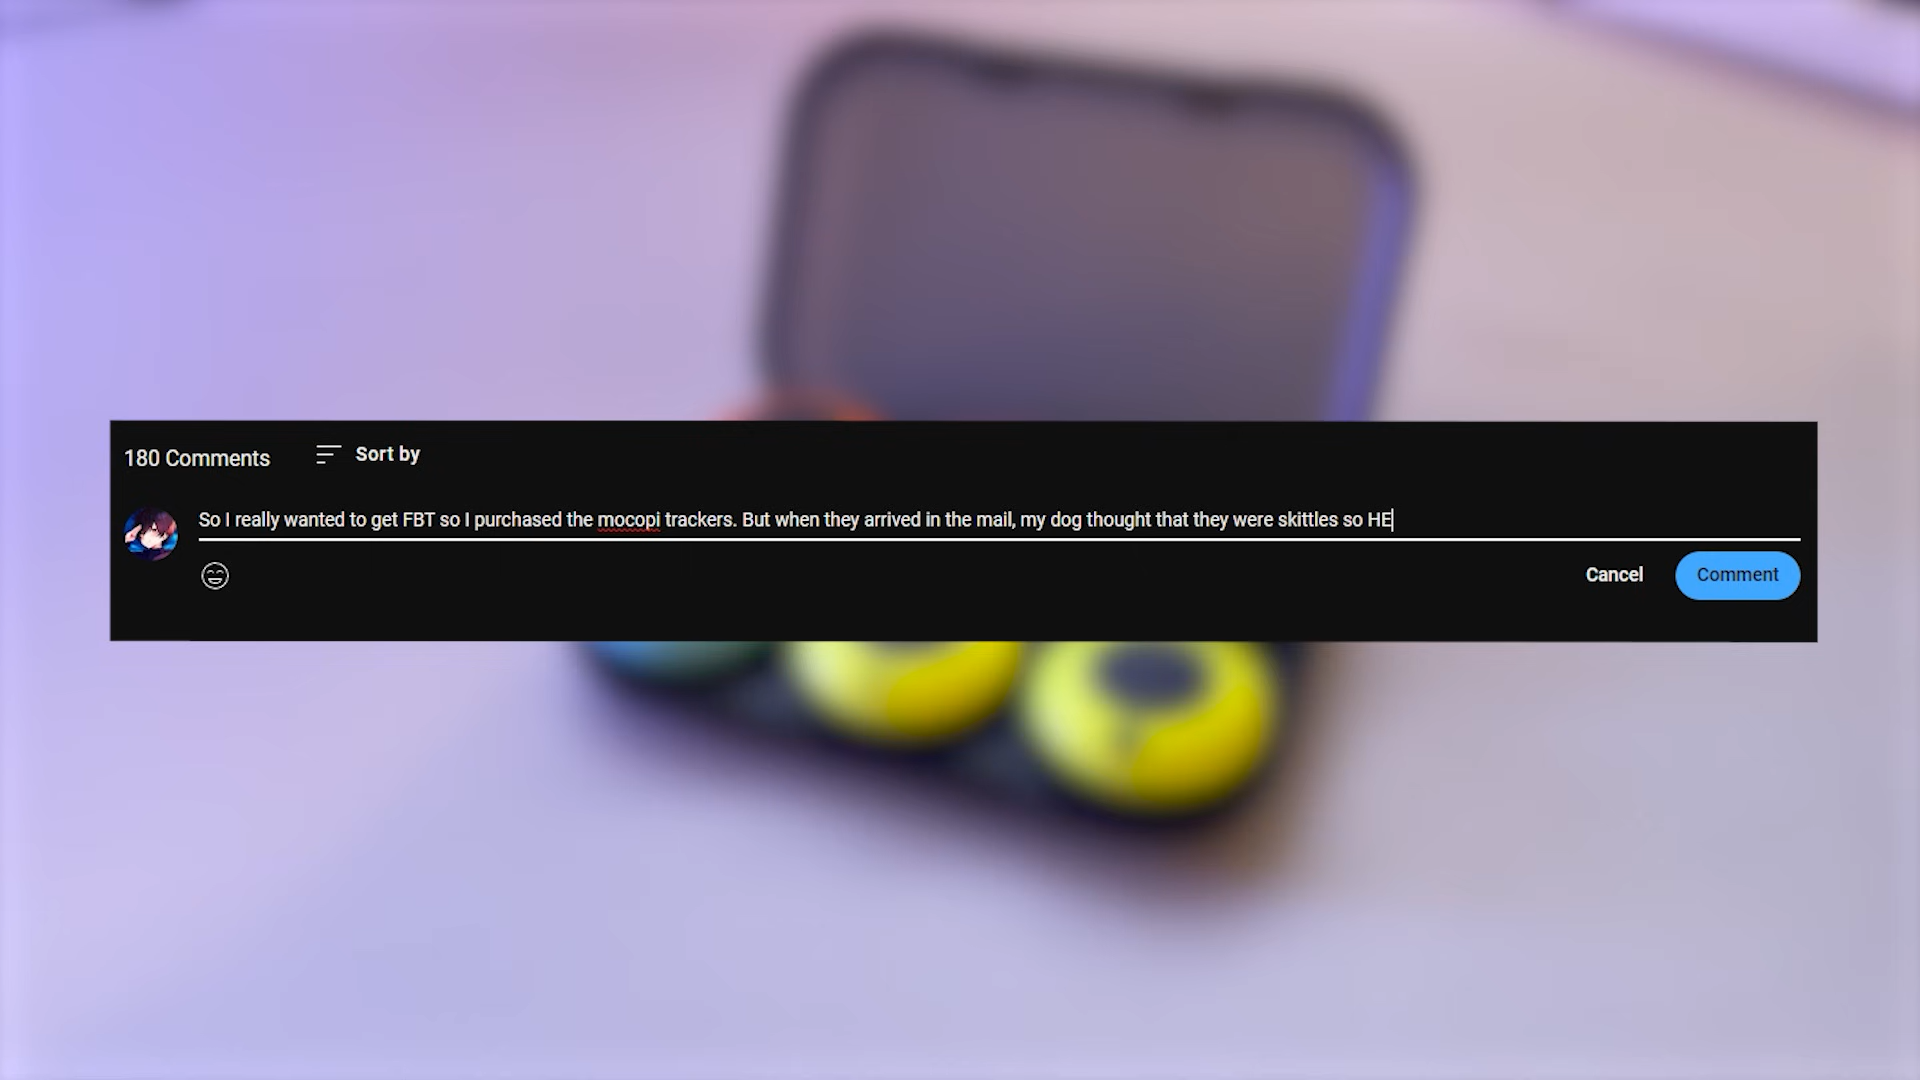 180 Comments
Sort by
So I really wanted to get FBT so I purchased the mocopi trackers. But when they arrived in the mail, my dog thought that they were skittles so HE
Cancel
Comment